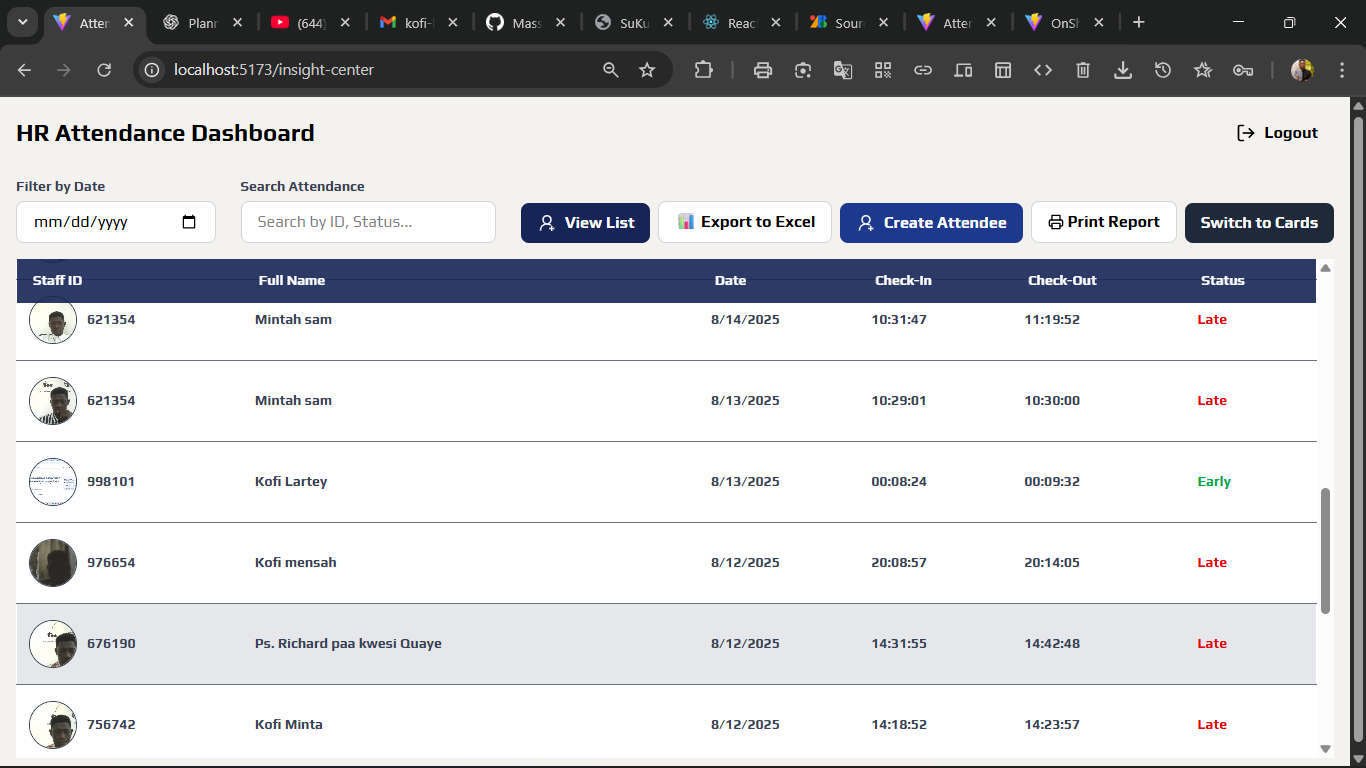 Atten
Planr
(644)
kofi-l
Mass
SuKu
Reac
Sour
Atter
OnSh
localhost:5173/insight-center
HR Attendance Dashboard
Logout
Filter by Date
Search Attendance
mm/dd/yyyy
Search by ID, Status...
View List
Export to Excel
Create Attendee
Print Report
Switch to Cards
Staff ID Full Name Date Check-In Check-Out Status
621354 Mintah sam 8/14/2025 10:31:47 11:19:52 Late
621354 Mintah sam 8/13/2025 10:29:01 10:30:00 Late
998101 Kofi Lartey 8/13/2025 00:08:24 00:09:32 Early
976654 Kofi mensah 8/12/2025 20:08:57 20:14:05 Late
676190 Ps. Richard paa kwesi Quaye 8/12/2025 14:31:55 14:42:48 Late
756742 Kofi Minta 8/12/2025 14:18:52 14:23:57 Late